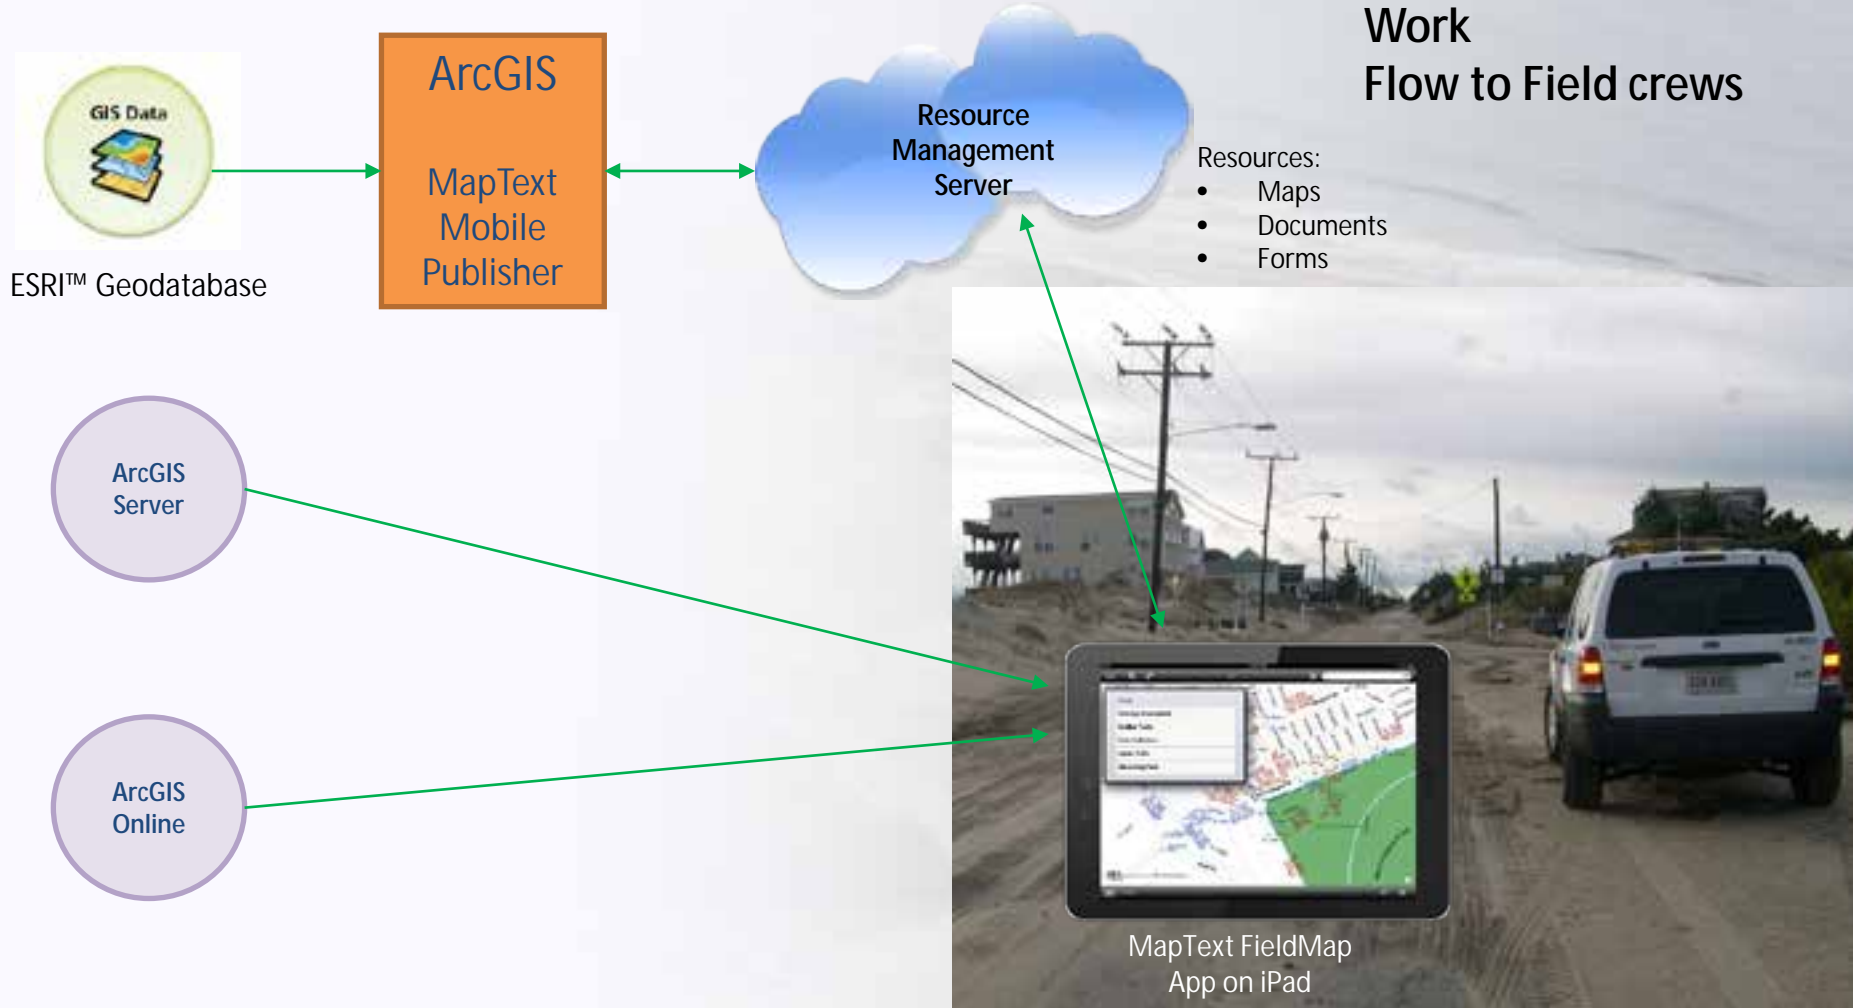 Work
Flow to Field crews
GIS Data
ESRI™ Geodatabase
ArcGIS
MapText
Mobile
Publisher
Resource
Management
Server
Resources:
• Maps
• Documents
• Forms
ArcGIS
Server
ArcGIS
Online
MapText FieldMap
App on iPad